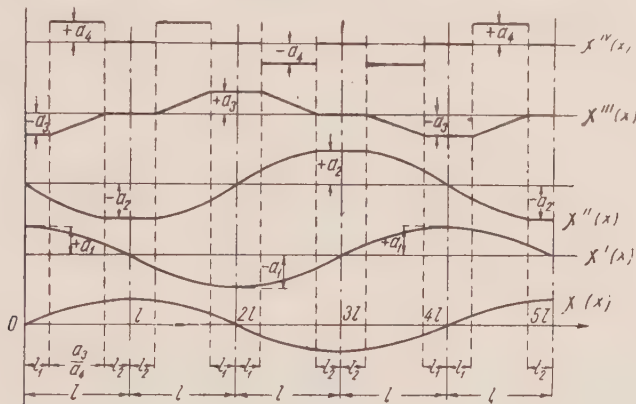 +a₄ -a₄ +a₄ X^{IV}(x)
-a₃ +a₃ -a₃ X'''(x)
-a₂ +a₂ -a₂ X''(x)
+a₁ -a₁ +a₁ X'(x)
0 l 2l 3l 4l 5l X(x)
l₁ a₃/a₄ l₂ l₂ l₁ l₁ l₂ l₂ l₁ l₁ l₂
l l l l l